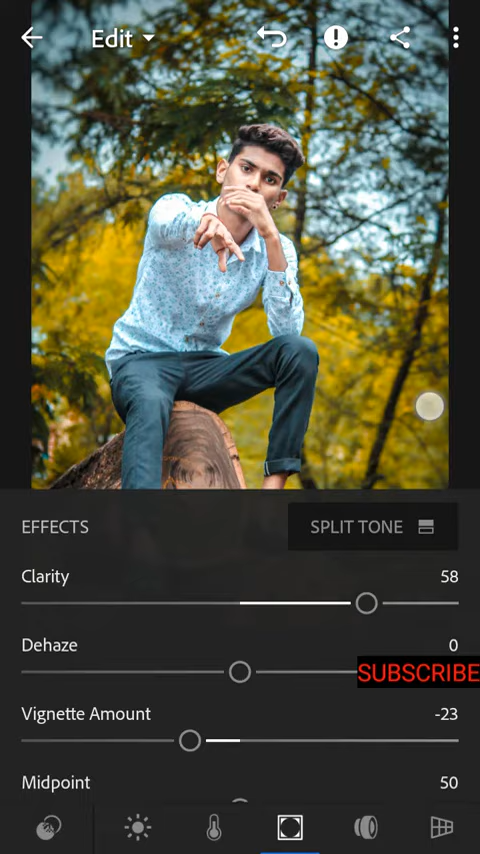 Edit
EFFECTS
SPLIT TONE
Clarity 58
Dehaze 0
SUBSCRIBE
Vignette Amount -23
Midpoint 50